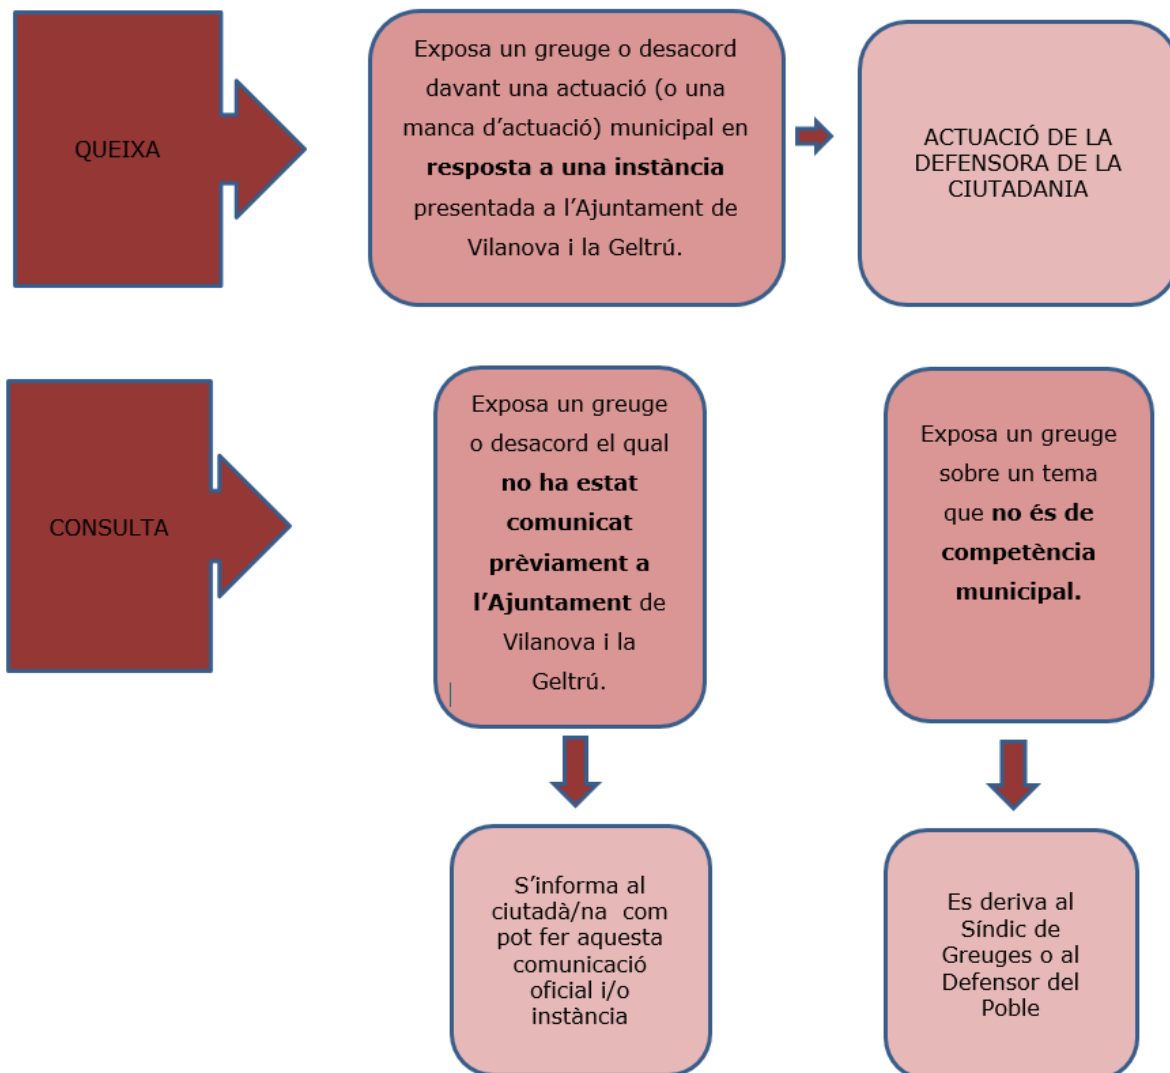 QUEIXA
Exposa un greuge o desacord
davant una actuació (o una
manca d’actuació) municipal en
resposta a una instància
presentada a l’Ajuntament de
Vilanova i la Geltrú.
ACTUACIÓ DE LA
DEFENSORA DE LA
CIUTADANIA
CONSULTA
Exposa un greuge
o desacord el qual
no ha estat
comunicat
prèviament a
l’Ajuntament de
Vilanova i la
Geltrú.
Exposa un greuge
sobre un tema
que no és de
competència
municipal.
S’informa al
ciutadà/na com
pot fer aquesta
comunicació
oficial i/o
instància
Es deriva al
Síndic de
Greuges o al
Defensor del
Poble